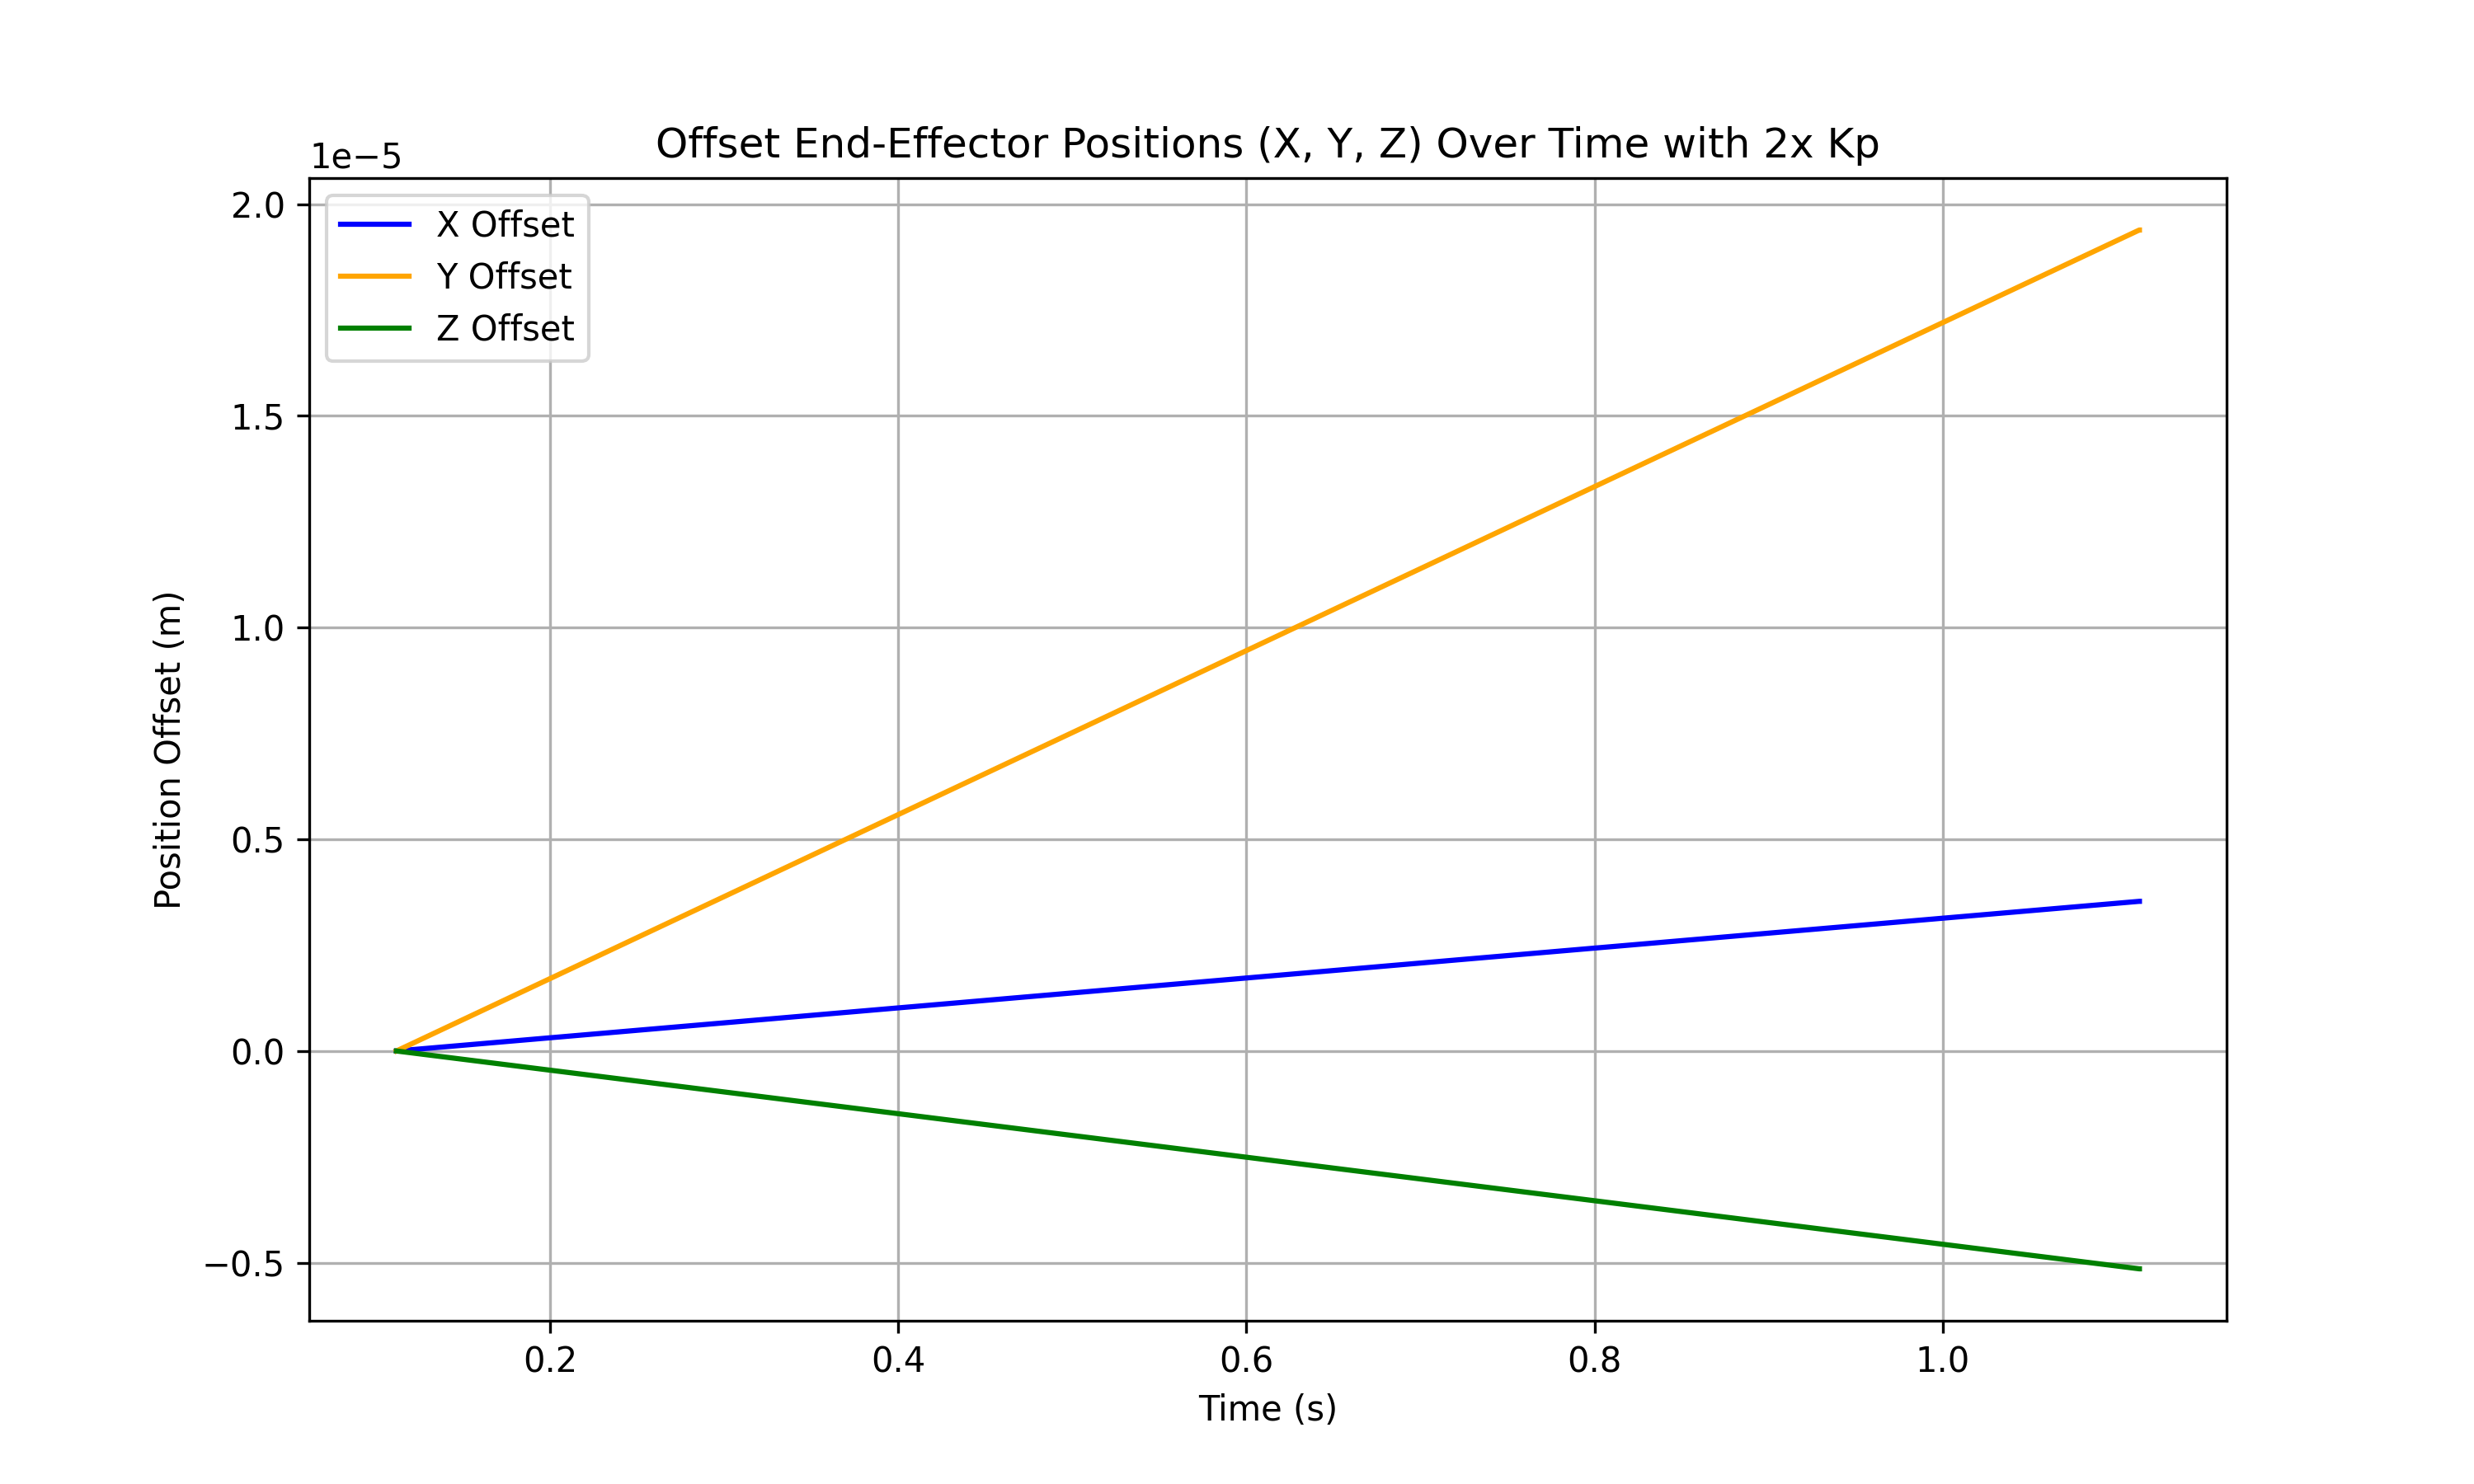 Offset End-Effector Positions (X, Y, Z) Over Time with 2x Kp
1e−5
X Offset
Y Offset
Z Offset
2.0
1.5
1.0
0.5
0.0
−0.5
Position Offset (m)
0.2 0.4 0.6 0.8 1.0
Time (s)